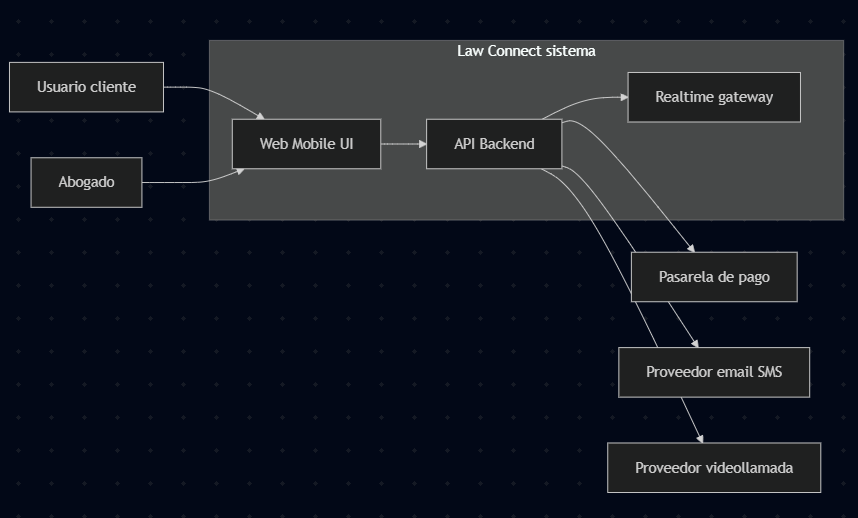 Law Connect sistema
Usuario cliente
Abogado
Web Mobile UI
API Backend
Realtime gateway
Pasarela de pago
Proveedor email SMS
Proveedor videollamada